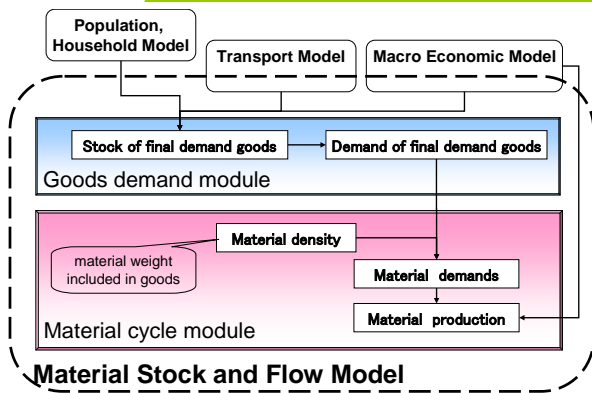 Population,
Household Model
Transport Model
Macro Economic Model
Stock of final demand goods
Demand of final demand goods
Goods demand module
Material density
material weight
included in goods
Material demands
Material production
Material cycle module
Material Stock and Flow Model